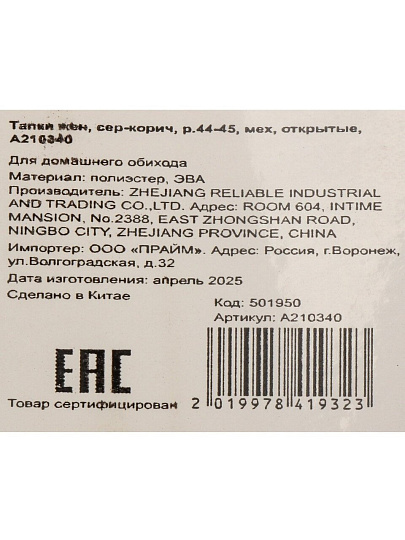 Тапки жен, сер-корич, р.44-45, мех, открытые,
А210340
Для домашнего обихода
Материал: полиэстер, ЭВА
Производитель: ZHEJIANG RELIABLE INDUSTRIAL
AND TRADING CO.,LTD. Адрес: ROOM 604, INTIME
MANSION, No.2388, EAST ZHONGSHAN ROAD,
NINGBO CITY, ZHEJIANG PROVINCE, CHINA
Импортер: ООО «ПРАЙМ». Адрес: Россия, г.Воронеж,
ул.Волгоградская, д.32
Дата изготовления: апрель 2025
Сделано в Китае
Код: 501950
Артикул: А210340
ЕАС
Товар сертифицирован
2 019978 419323